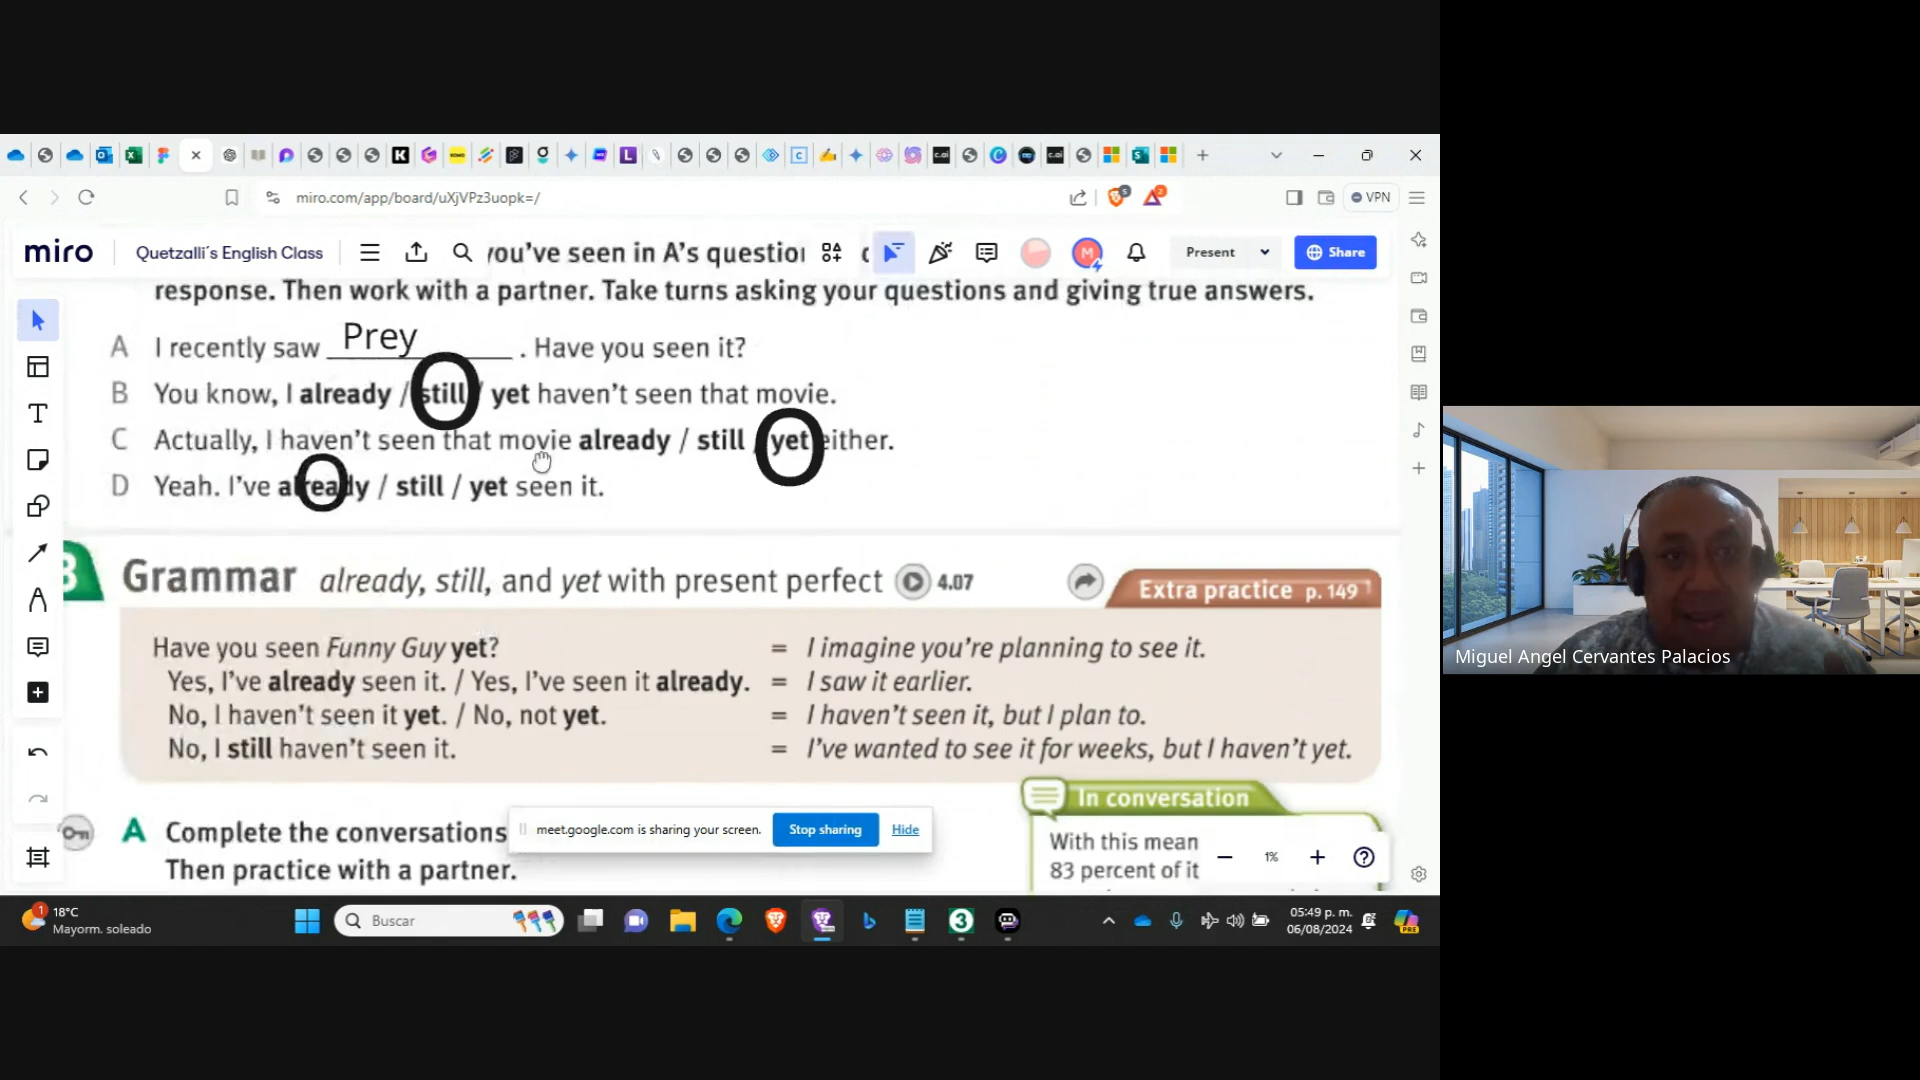 miro.com/app/board/uXjVPz3uopk=/
VPN
miro
Quetzalli´s English Class
you've seen in A's question
Present
Share
response. Then work with a partner. Take turns asking your questions and giving true answers.
A I recently saw Prey . Have you seen it?
B You know, I already / still / yet haven't seen that movie.
C Actually, I haven't seen that movie already / still / yet either.
D Yeah. I've already / still / yet seen it.
3 Grammar already, still, and yet with present perfect 4.07
Extra practice p. 149
Have you seen Funny Guy yet? = I imagine you're planning to see it.
Yes, I've already seen it. / Yes, I've seen it already. = I saw it earlier.
No, I haven't seen it yet. / No, not yet. = I haven't seen it, but I plan to.
No, I still haven't seen it. = I've wanted to see it for weeks, but I haven't yet.
In conversation
A Complete the conversations
Then practice with a partner.
meet.google.com is sharing your screen.
Stop sharing
Hide
With this mean
83 percent of it
1%
18°C
Mayorm. soleado
Buscar
05:49 p. m.
06/08/2024
Miguel Angel Cervantes Palacios